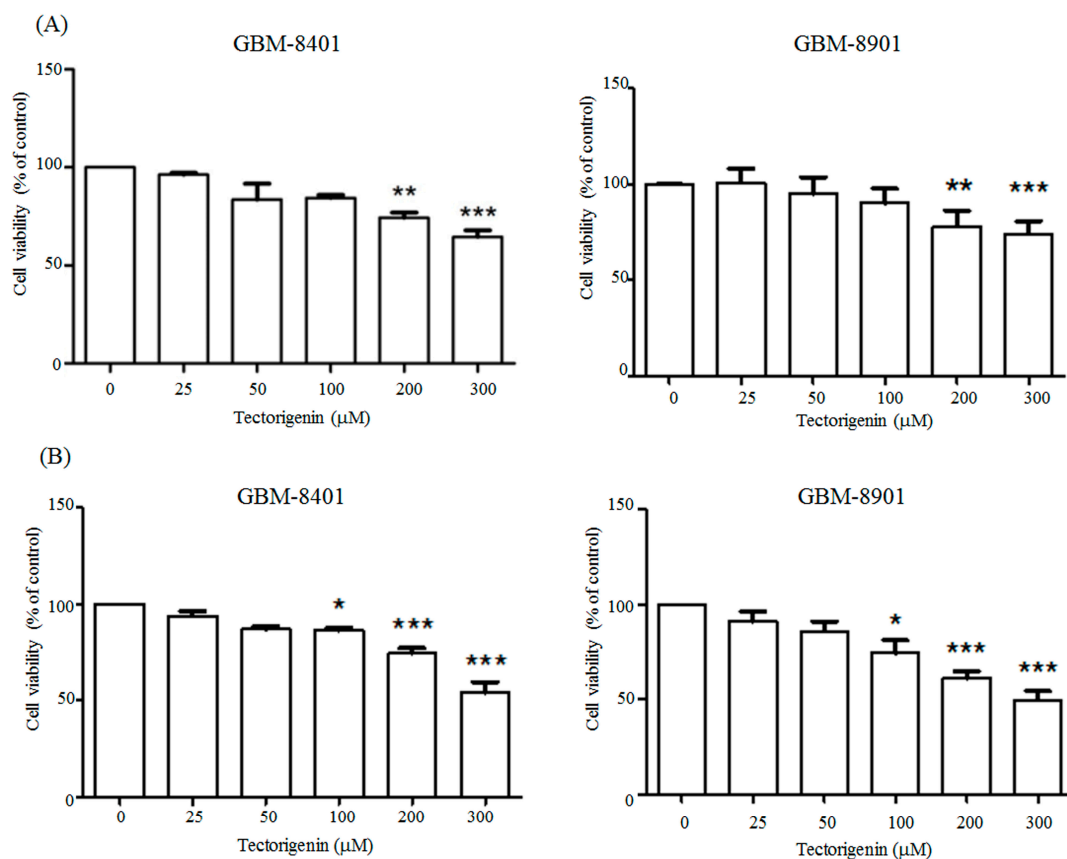 (A)
GBM-8401
Cell viability (% of control)
150
100
50
0
** ***
0 25 50 100 200 300
Tectorigenin (μM)
GBM-8901
Cell viability (% of control)
150
100
50
0
** ***
0 25 50 100 200 300
Tectorigenin (μM)
(B)
GBM-8401
Cell viability (% of control)
150
100
50
0
* *** ***
0 25 50 100 200 300
Tectorigenin (μM)
GBM-8901
Cell viability (% of control)
150
100
50
0
* *** ***
0 25 50 100 200 300
Tectorigenin (μM)